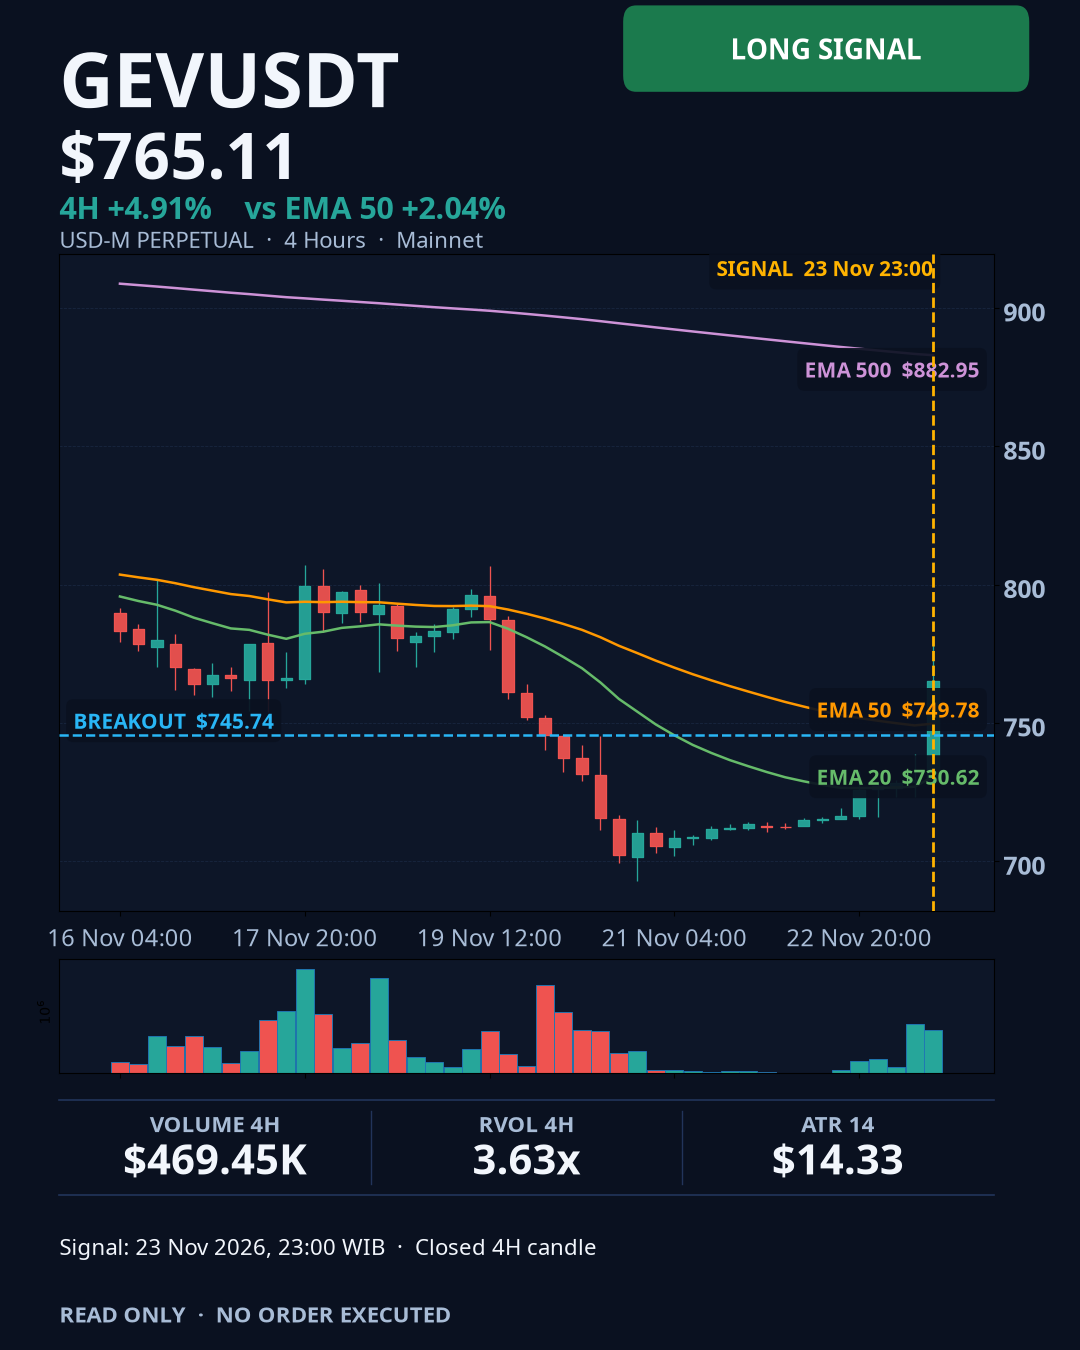 LONG SIGNAL
GEVUSDT
$765.11
4H +4.91% vs EMA 50 +2.04%
USD-M PERPETUAL · 4 Hours · Mainnet
SIGNAL 23 Nov 23:00
900
EMA 500 $882.95
850
800
EMA 50 $749.78
BREAKOUT $745.74
750
EMA 20 $730.62
700
16 Nov 04:00
17 Nov 20:00
19 Nov 12:00
21 Nov 04:00
22 Nov 20:00
10⁶
VOLUME 4H
$469.45K
RVOL 4H
3.63x
ATR 14
$14.33
Signal: 23 Nov 2026, 23:00 WIB · Closed 4H candle
READ ONLY · NO ORDER EXECUTED